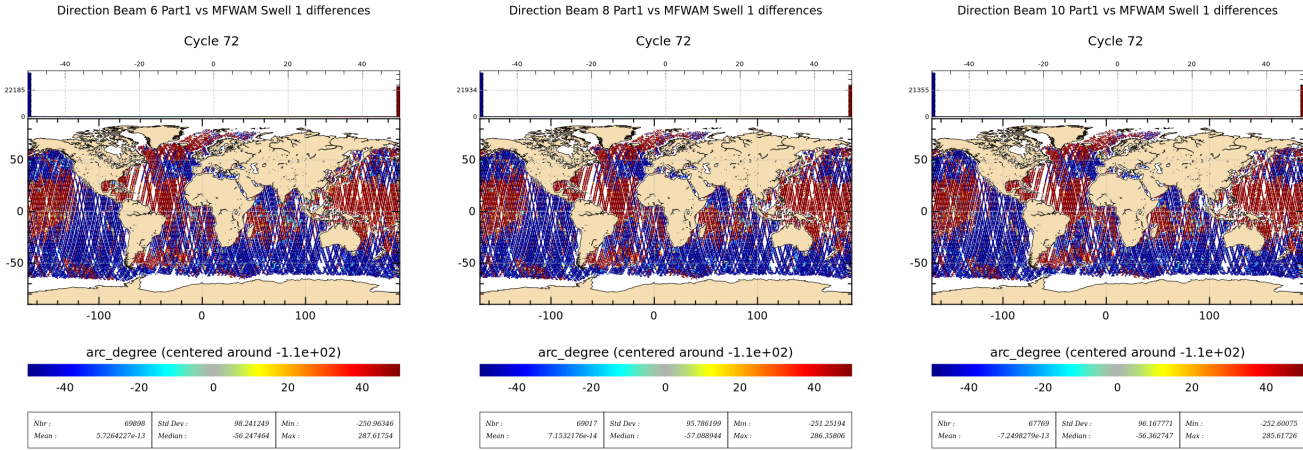 Direction Beam 6 Part1 vs MFWAM Swell 1 differences
Cycle 72
-40 -20 0 20 40
22185
0
50
0
-50
-100 0 100
arc_degree (centered around -1.1e+02)
-40 -20 0 20 40
Nbr : 69898 Std Dev : 98.241249 Min : -250.96346
Mean : 5.7264227e-13 Median : -56.247464 Max : 287.61754
Direction Beam 8 Part1 vs MFWAM Swell 1 differences
Cycle 72
-40 -20 0 20 40
21934
0
50
0
-50
-100 0 100
arc_degree (centered around -1.1e+02)
-40 -20 0 20 40
Nbr : 69017 Std Dev : 95.786199 Min : -251.25194
Mean : 7.1532176e-14 Median : -57.088944 Max : 286.35806
Direction Beam 10 Part1 vs MFWAM Swell 1 differences
Cycle 72
-40 -20 0 20 40
21355
0
50
0
-50
-100 0 100
arc_degree (centered around -1.1e+02)
-40 -20 0 20 40
Nbr : 67769 Std Dev : 96.167771 Min : -252.60075
Mean : -7.2498279e-13 Median : -56.362747 Max : 285.61726